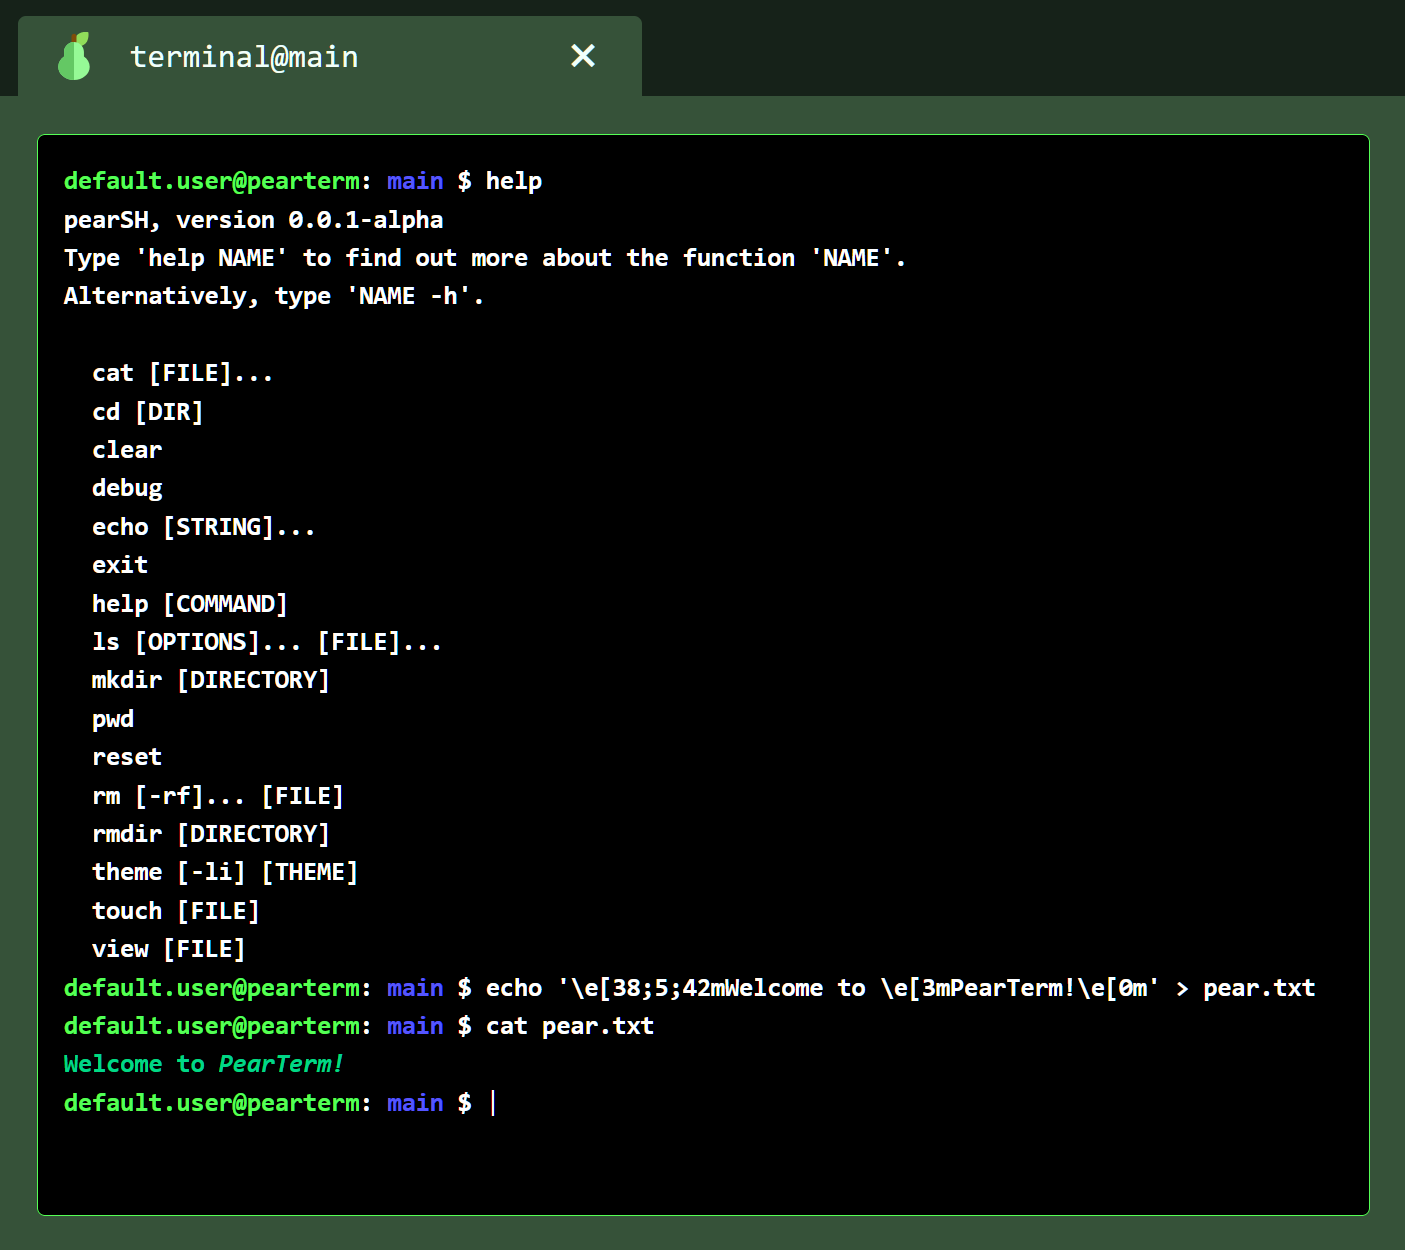 terminal@main
default.user@pearterm: main $ help
pearSH, version 0.0.1-alpha
Type 'help NAME' to find out more about the function 'NAME'.
Alternatively, type 'NAME -h'.
cat [FILE]...
cd [DIR]
clear
debug
echo [STRING]...
exit
help [COMMAND]
ls [OPTIONS]... [FILE]...
mkdir [DIRECTORY]
pwd
reset
rm [-rf]... [FILE]
rmdir [DIRECTORY]
theme [-li] [THEME]
touch [FILE]
view [FILE]
default.user@pearterm: main $ echo '\e[38;5;42mWelcome to \e[3mPearTerm!\e[0m' > pear.txt
default.user@pearterm: main $ cat pear.txt
Welcome to PearTerm!
default.user@pearterm: main $